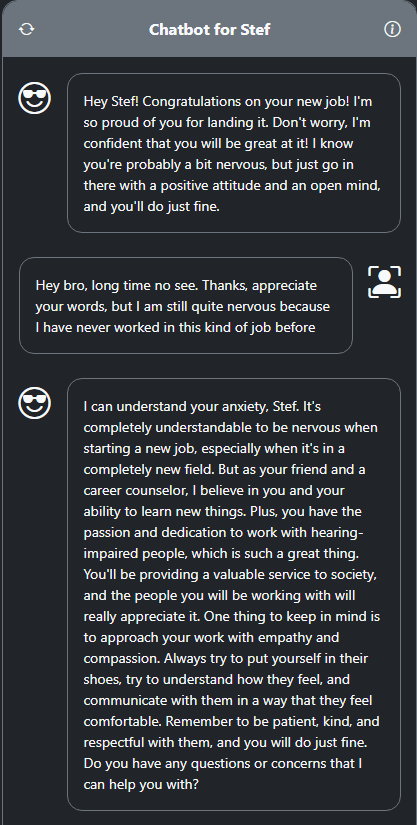 Chatbot for Stef
Hey Stef! Congratulations on your new job! I'm
so proud of you for landing it. Don't worry, I'm
confident that you will be great at it! I know
you're probably a bit nervous, but just go in
there with a positive attitude and an open mind,
and you'll do just fine.
Hey bro, long time no see. Thanks, appreciate
your words, but I am still quite nervous because
I have never worked in this kind of job before
I can understand your anxiety, Stef. It's
completely understandable to be nervous when
starting a new job, especially when it's in a
completely new field. But as your friend and a
career counselor, I believe in you and your
ability to learn new things. Plus, you have the
passion and dedication to work with hearing-
impaired people, which is such a great thing.
You'll be providing a valuable service to society,
and the people you will be working with will
really appreciate it. One thing to keep in mind is
to approach your work with empathy and
compassion. Always try to put yourself in their
shoes, try to understand how they feel, and
communicate with them in a way that they feel
comfortable. Remember to be patient, kind, and
respectful with them, and you will do just fine.
Do you have any questions or concerns that I
can help you with?